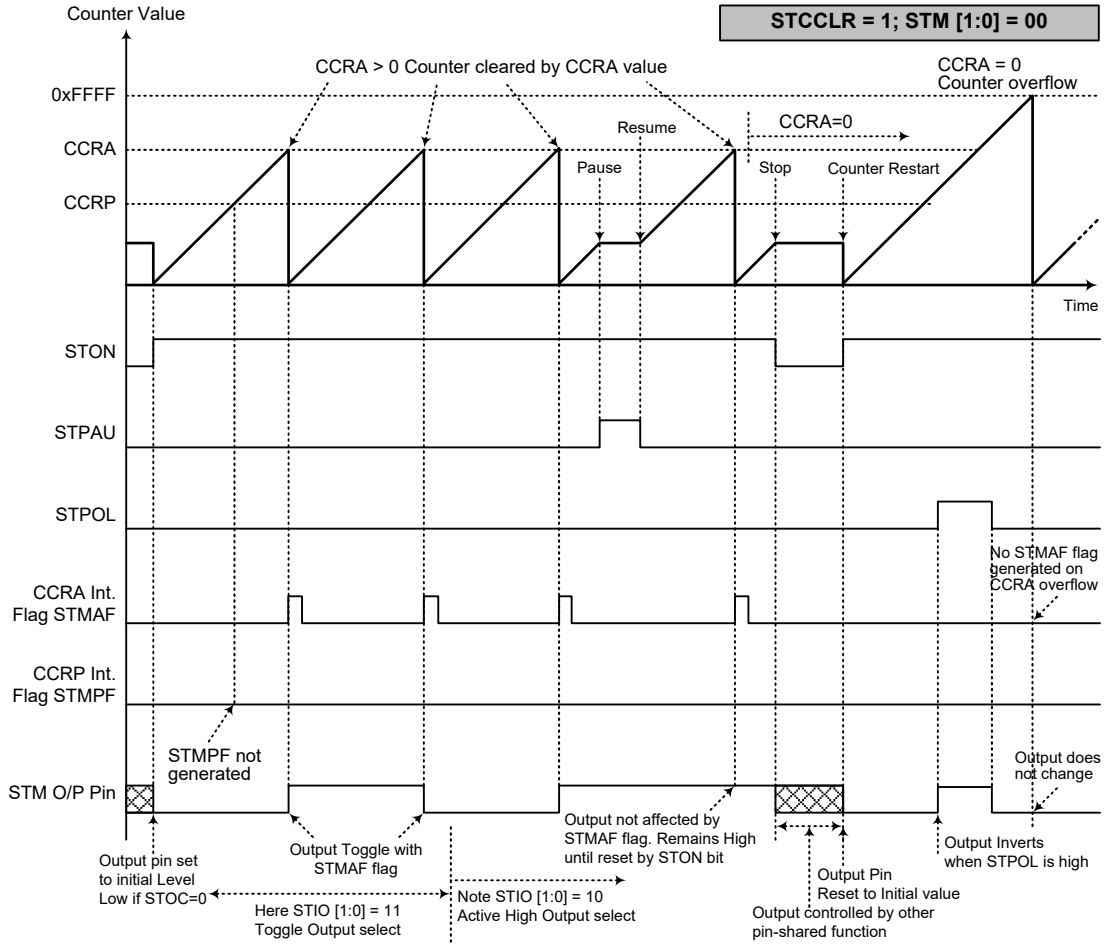 Counter Value
STCCLR = 1; STM [1:0] = 00
CCRA > 0 Counter cleared by CCRA value
CCRA = 0
Counter overflow
0xFFFF
Resume
CCRA=0
CCRA
Pause
Stop
Counter Restart
CCRP
Time
STON
STPAU
STPOL
No STMAF flag
generated on
CCRA overflow
CCRA Int.
Flag STMAF
CCRP Int.
Flag STMPF
STMPF not
generated
Output does
not change
STM O/P Pin
Output pin set
to initial Level
Low if STOC=0
Output Toggle with
STMAF flag
Output not affected by
STMAF flag. Remains High
until reset by STON bit
Output Inverts
when STPOL is high
Output Pin
Reset to Initial value
Here STIO [1:0] = 11
Toggle Output select
Note STIO [1:0] = 10
Active High Output select
Output controlled by other
pin-shared function